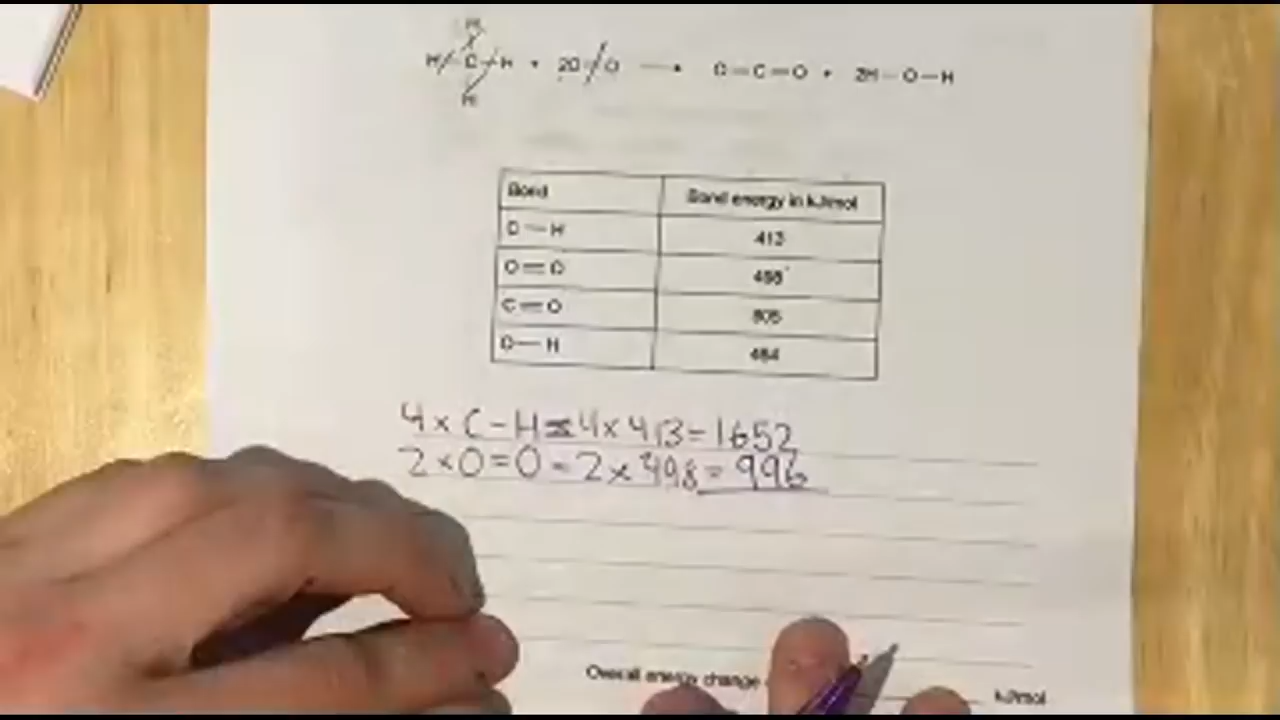 H
H C H + 2O O → O=C=O + 2H—O—H
H
Bond Bond energy in kJ/mol
C—H 413
O=O 498
C=O 805
O—H 464
4 × C - H = 4 × 413 = 1652
2 × O = O = 2 × 498 = 996
Overall energy change kJ/mol